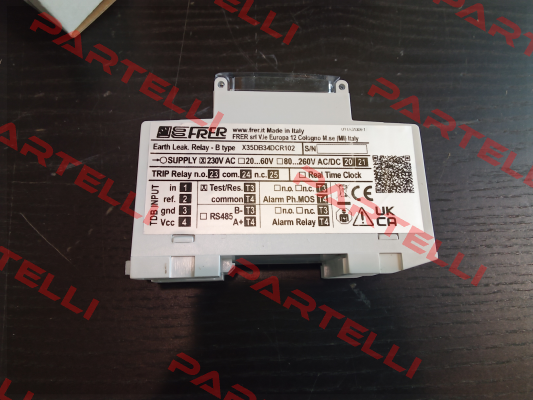 FRER
www.frer.it Made in Italy
FRER srl V.le Europa 12 Cologno M.se (MI) Italy
Earth Leak. Relay - B type X35DB34DCR102 S/N
SUPPLY 230V AC 20...60V 80...260V AC/DC 20 21
TRIP Relay n.o. 23 com. 24 n.c. 25 Real Time Clock
TDB INPUT
in 1 Test/Res. T3 n.o. n.c. T3
ref. 2 common T4 Alarm Ph.MOS T4
gnd 3 RS485 B- T3 n.o. n.c. T3
Vcc 4 A+ T4 Alarm Relay T4
CE
UK
CA
PARTELLI
PARTELLI
PARTELLI
PARTELLI
PARTELLI